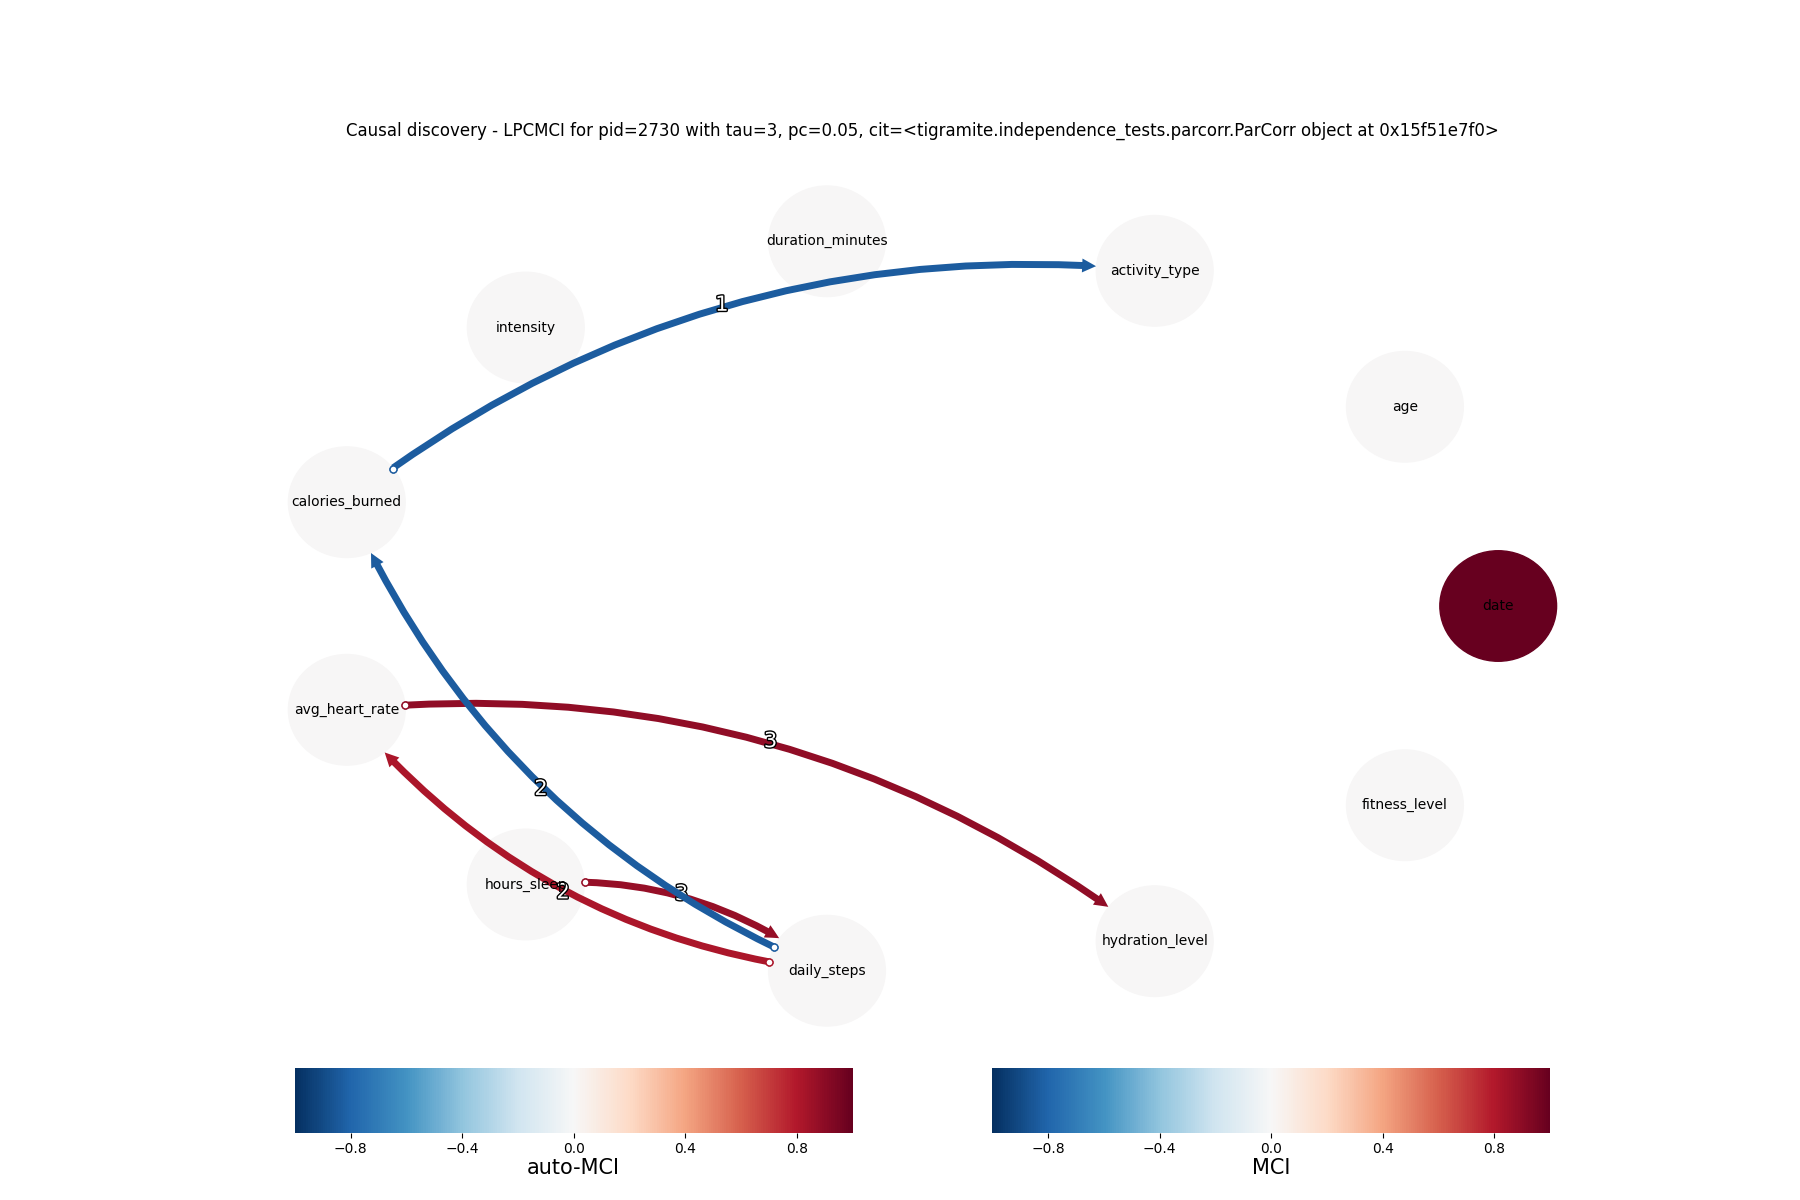 Causal discovery - LPCMCI for pid=2730 with tau=3, pc=0.05, cit=<tigramite.independence_tests.parcorr.ParCorr object at 0x15f51e7f0>
duration_minutes
activity_type
1
intensity
age
calories_burned
date
avg_heart_rate
3
2
fitness_level
hours_sleep
2
3
hydration_level
daily_steps
−0.8 −0.4 0.0 0.4 0.8
auto-MCI
−0.8 −0.4 0.0 0.4 0.8
MCI